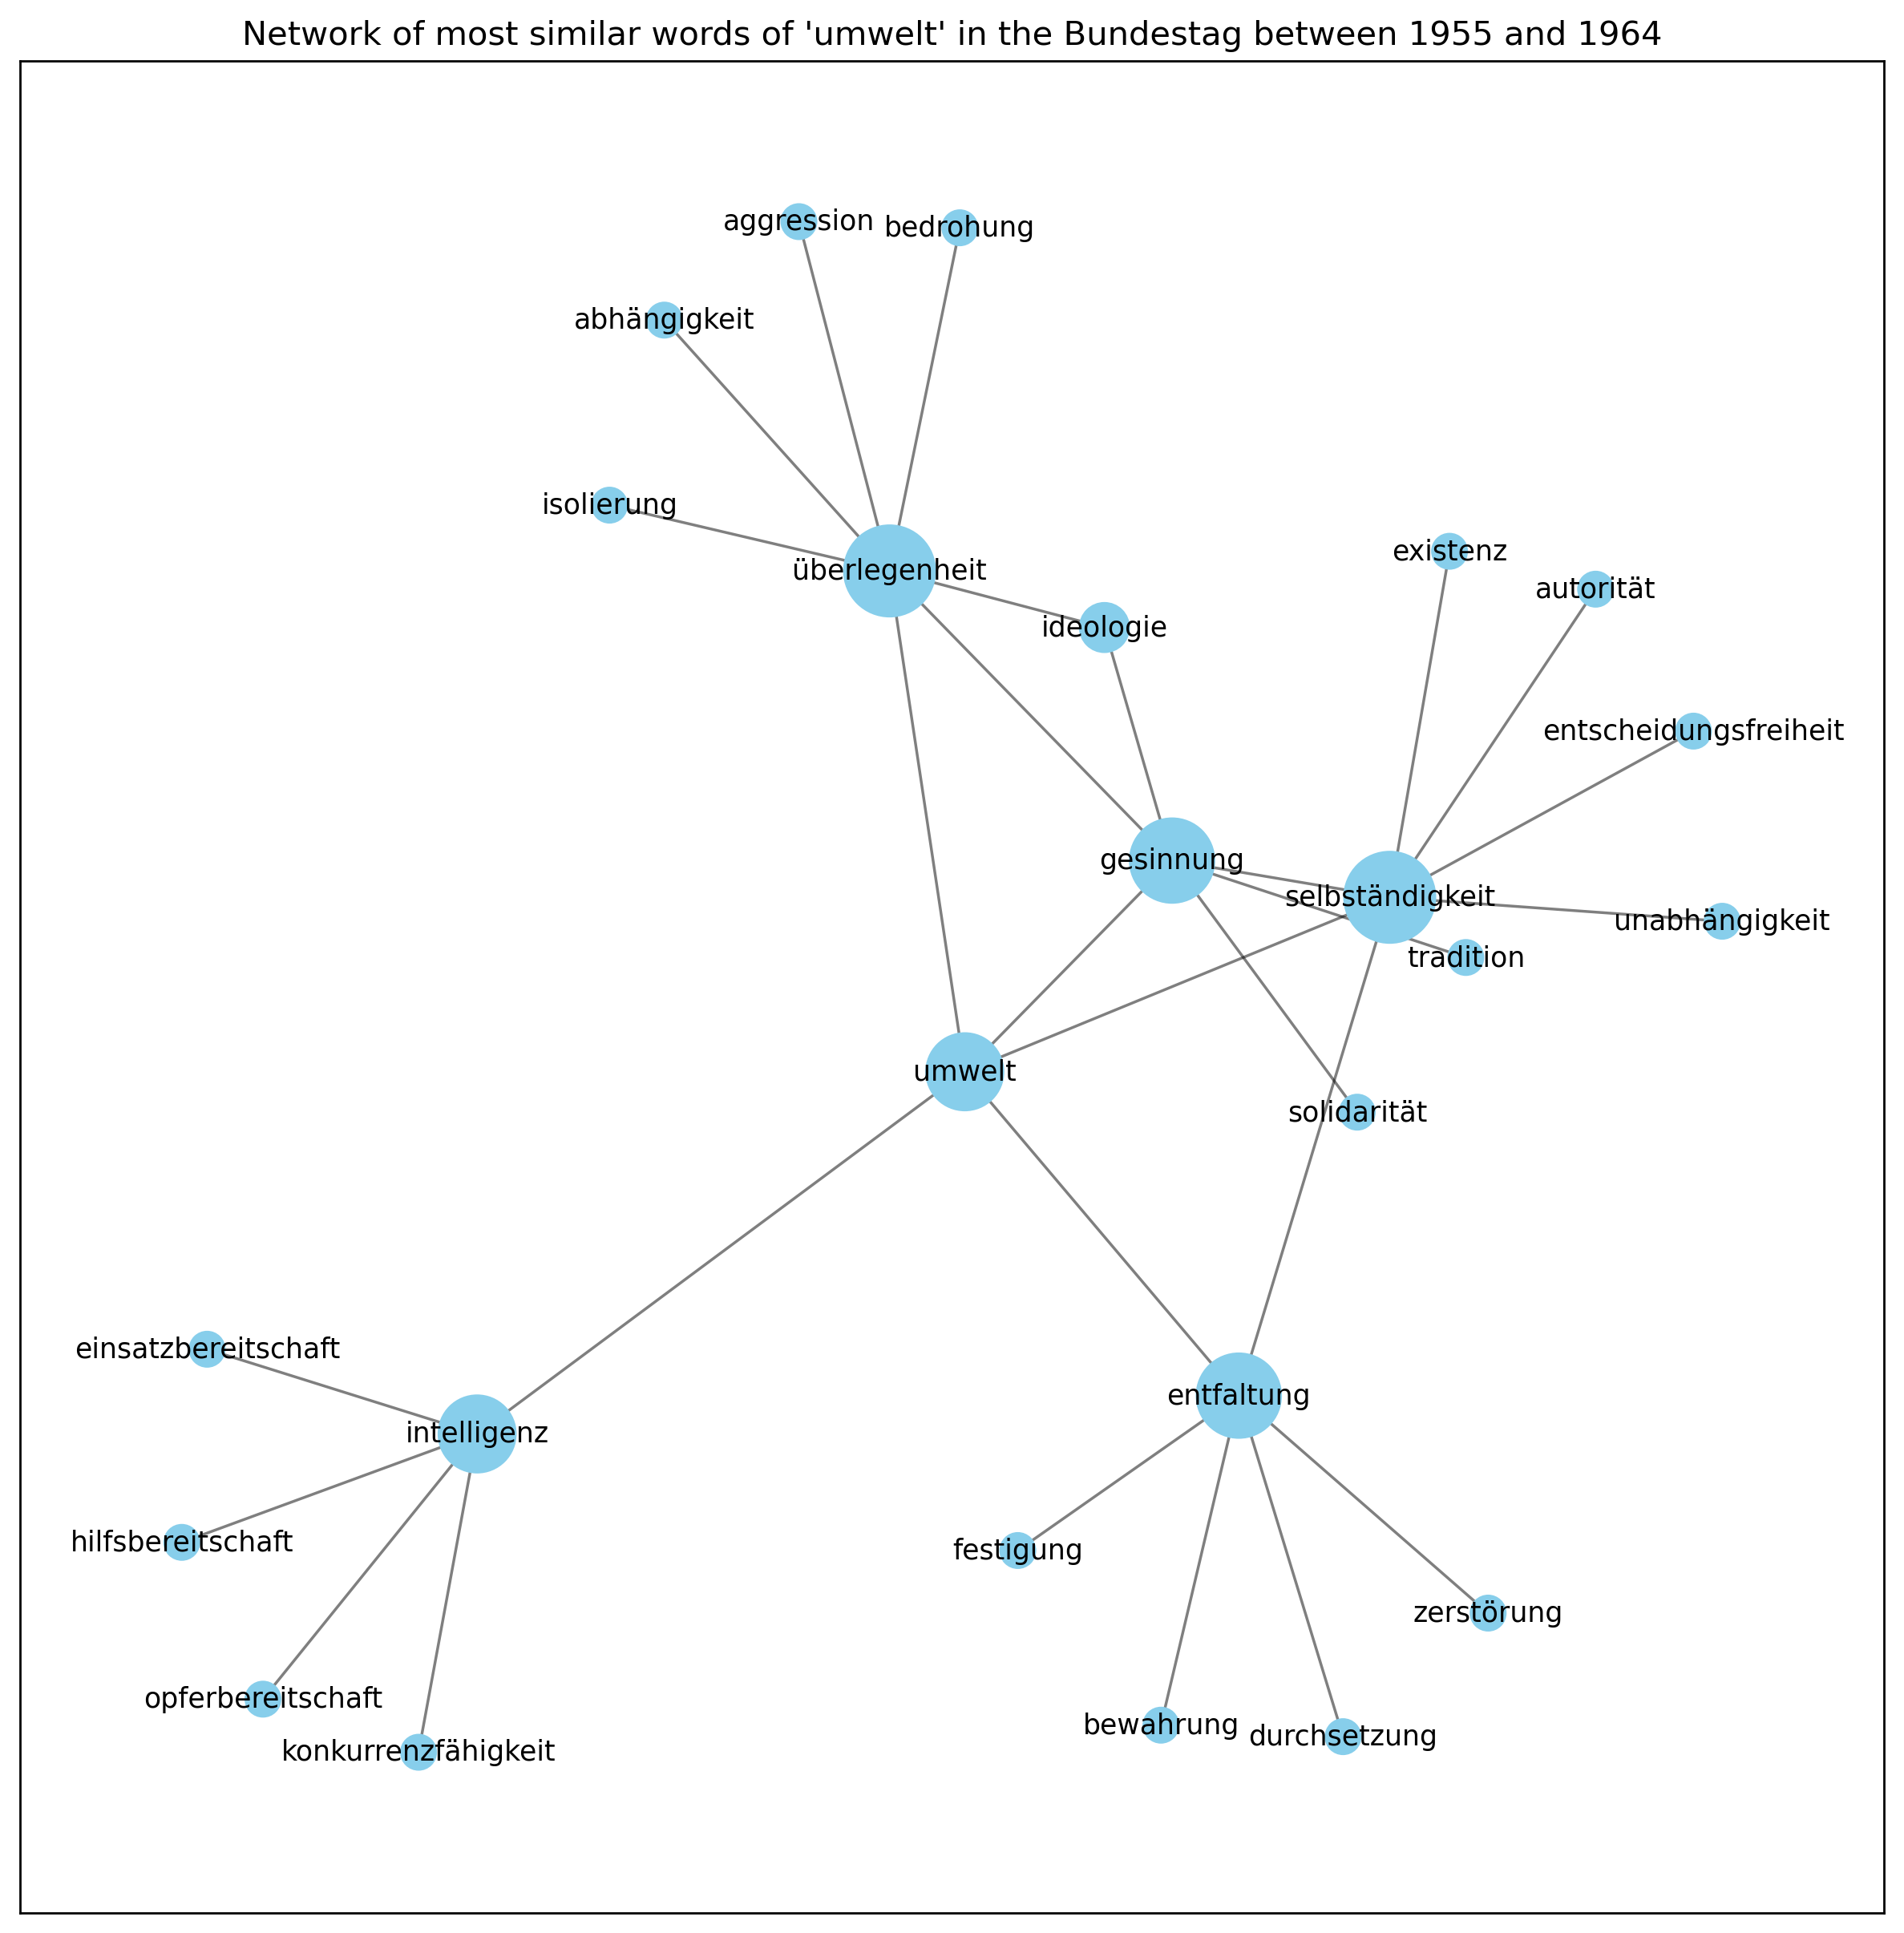 Network of most similar words of 'umwelt' in the Bundestag between 1955 and 1964
aggression
bedrohung
abhängigkeit
isolierung
überlegenheit
existenz
autorität
ideologie
entscheidungsfreiheit
gesinnung
selbständigkeit
unabhängigkeit
tradition
umwelt
solidarität
einsatzbereitschaft
entfaltung
intelligenz
hilfsbereitschaft
festigung
zerstörung
opferbereitschaft
bewahrung
durchsetzung
konkurrenzfähigkeit